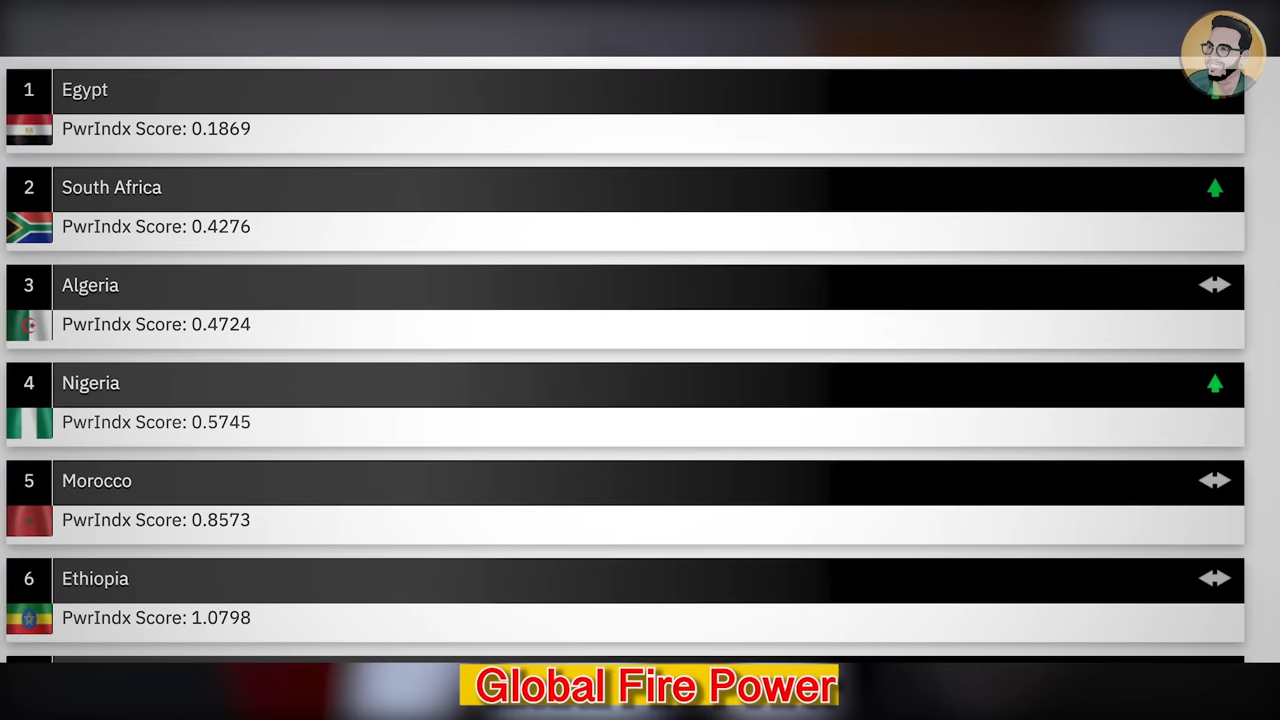 1 Egypt
PwrIndx Score: 0.1869
2 South Africa
PwrIndx Score: 0.4276
3 Algeria
PwrIndx Score: 0.4724
4 Nigeria
PwrIndx Score: 0.5745
5 Morocco
PwrIndx Score: 0.8573
6 Ethiopia
PwrIndx Score: 1.0798
Global Fire Power